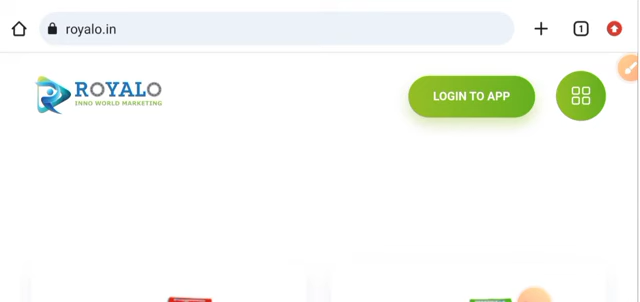 royalo.in
1
ROYALO
INNO WORLD MARKETING
LOGIN TO APP